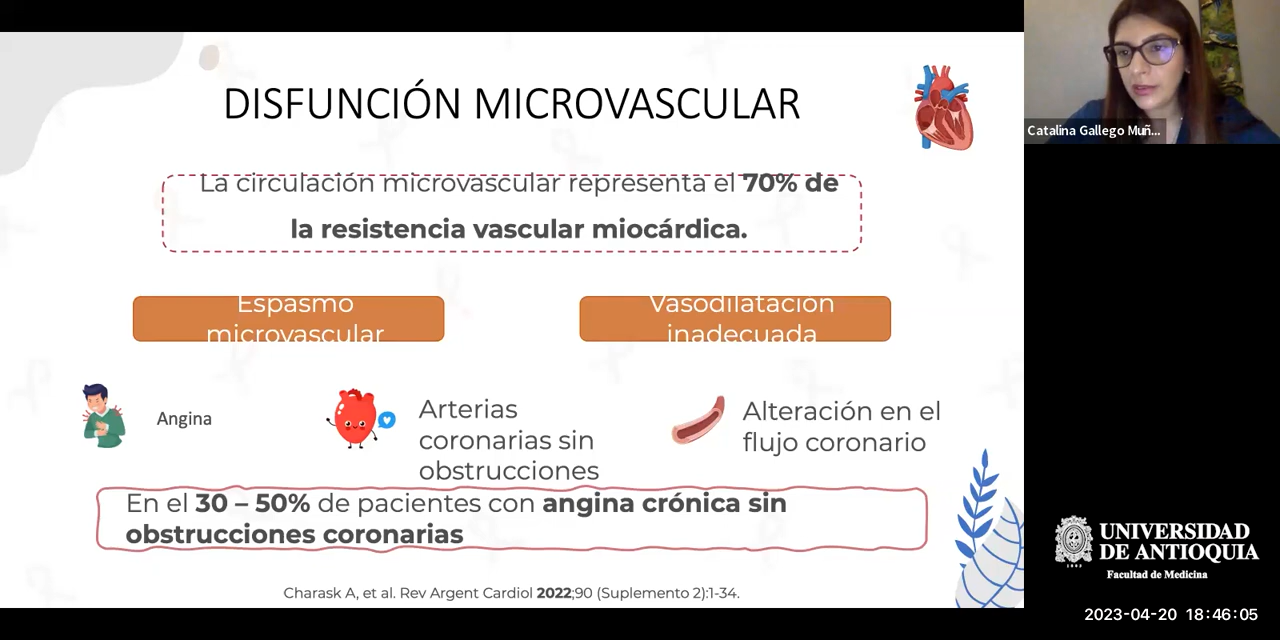 DISFUNCIÓN MICROVASCULAR
La circulación microvascular representa el 70% de
la resistencia vascular miocárdica.
Espasmo
microvascular
Vasodilatación
inadecuada
Angina
Arterias
coronarias sin
obstrucciones
Alteración en el
flujo coronario
En el 30 – 50% de pacientes con angina crónica sin
obstrucciones coronarias
Charask A, et al. Rev Argent Cardiol 2022;90 (Suplemento 2):1-34.
Catalina Gallego Muñ...
UNIVERSIDAD
DE ANTIOQUIA
1803
Facultad de Medicina
2023-04-20 18:46:05